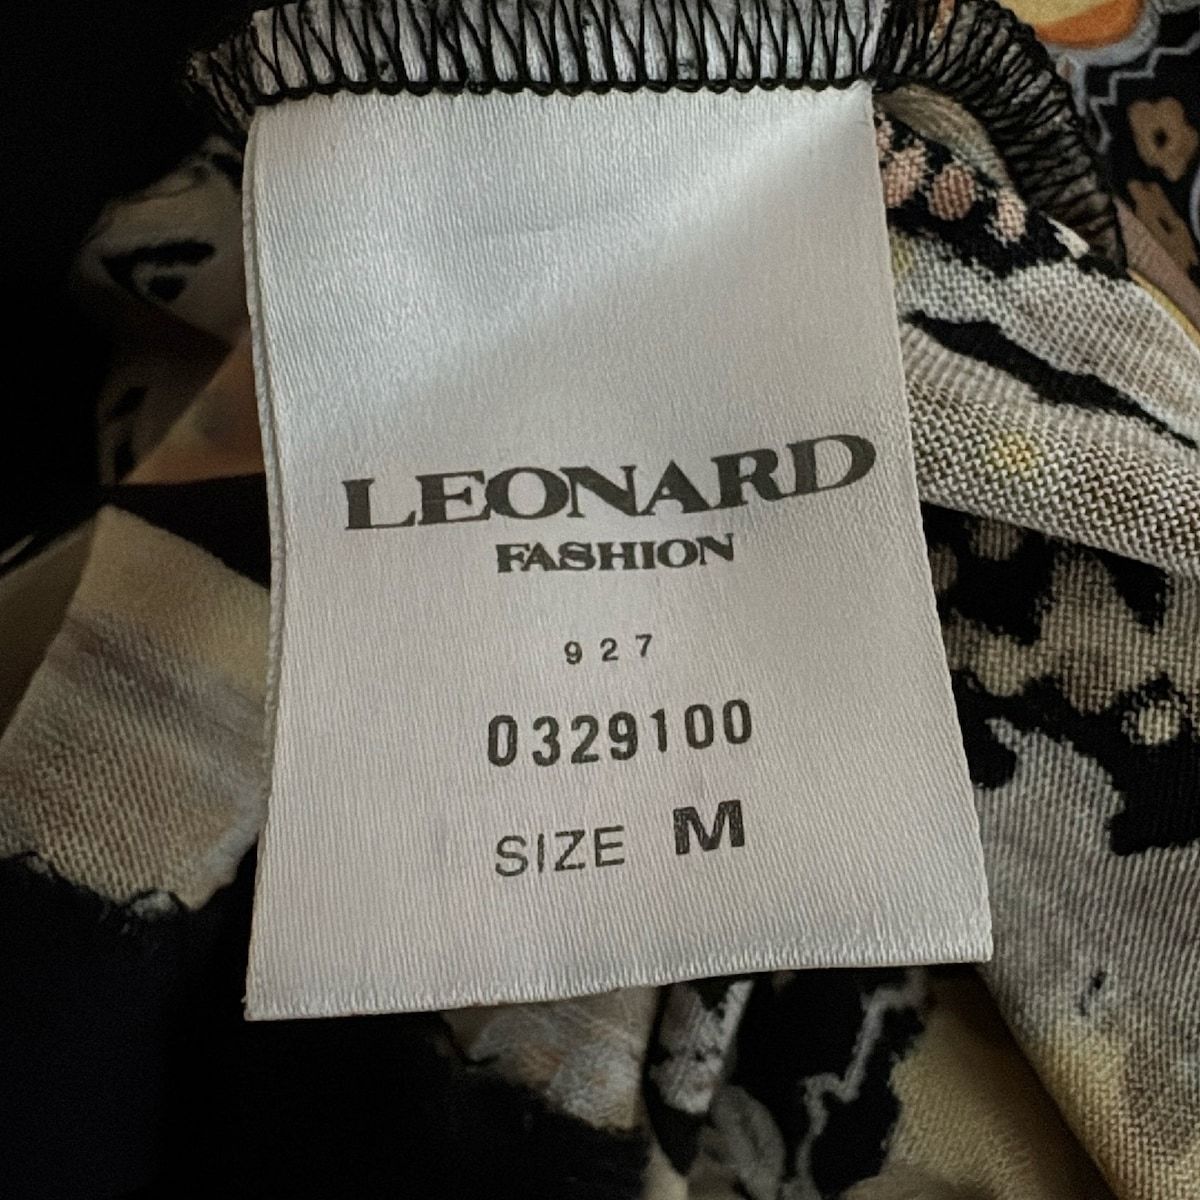 LEONARD
FASHION
927
0329100
SIZE M